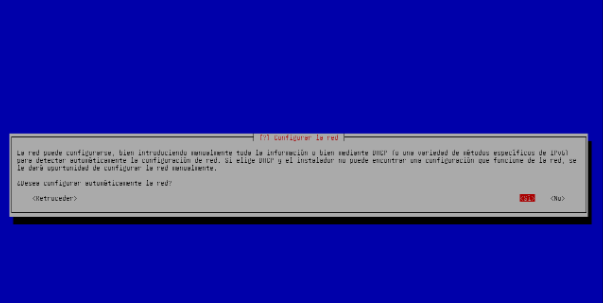 [?] Configurar la red
La red puede configurarse, bien introduciendo manualmente toda la información o bien mediante DHCP (o una variedad de métodos específicos de IPv6)
para detectar automáticamente la configuración de red. Si elige DHCP y el instalador no puede encontrar una configuración que funcione de la red, se
le dará oportunidad de configurar la red manualmente.
¿Desea configurar automáticamente la red?
<Retroceder> <Sí> <No>